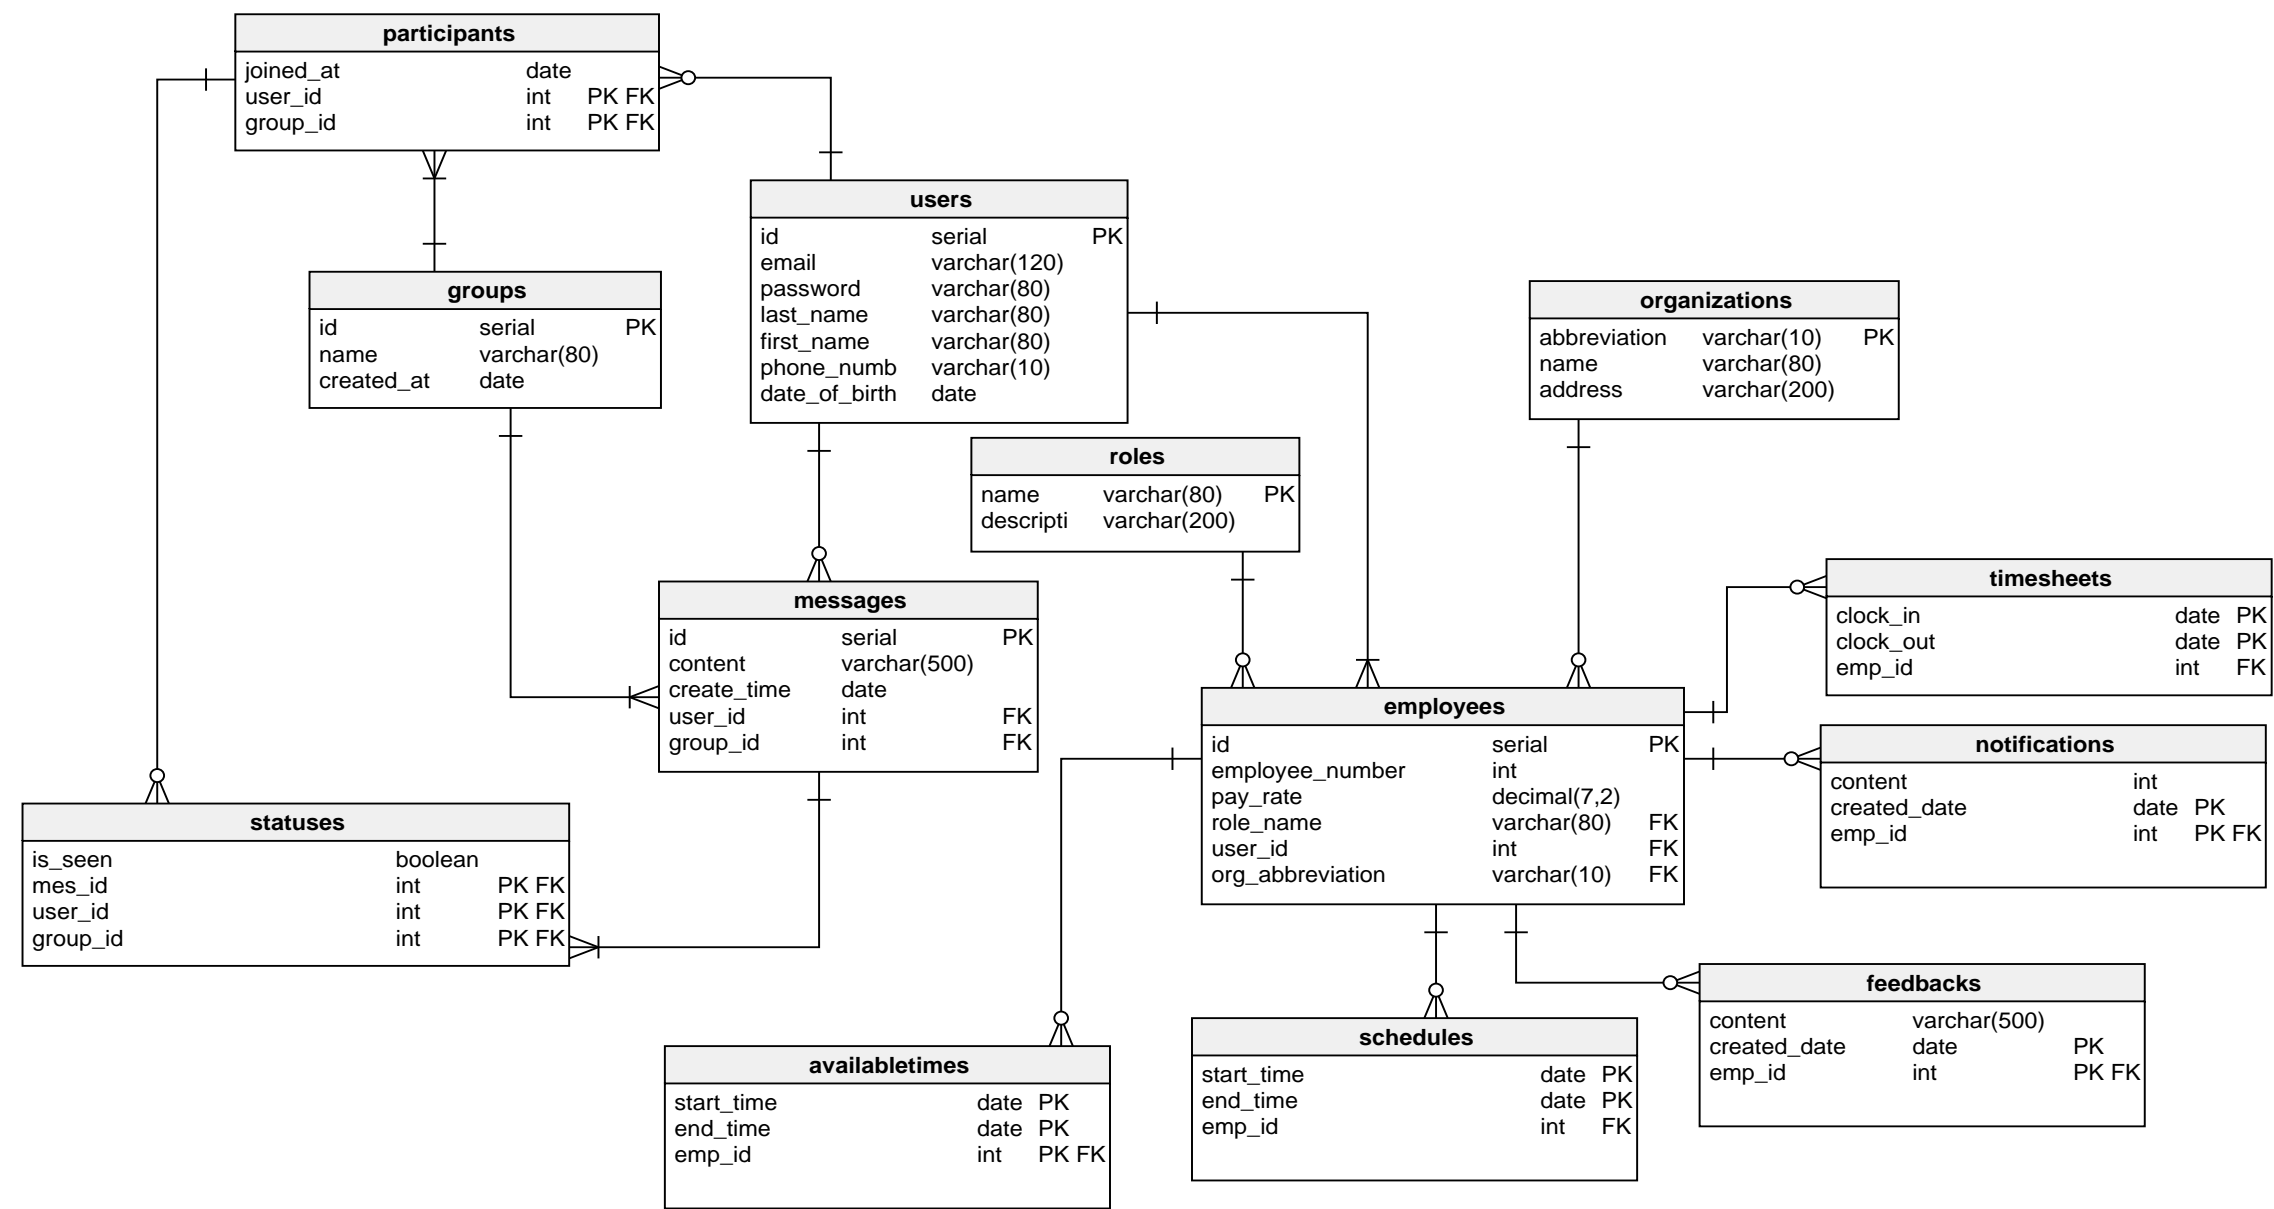 participants
joined_at date
user_id int PK FK
group_id int PK FK
users
id serial PK
email varchar(120)
password varchar(80)
last_name varchar(80)
first_name varchar(80)
phone_numb varchar(10)
date_of_birth date
groups
id serial PK
name varchar(80)
created_at date
organizations
abbreviation varchar(10) PK
name varchar(80)
address varchar(200)
roles
name varchar(80) PK
descripti varchar(200)
messages
id serial PK
content varchar(500)
create_time date
user_id int FK
group_id int FK
timesheets
clock_in date PK
clock_out date PK
emp_id int FK
employees
id serial PK
employee_number int
pay_rate decimal(7,2)
role_name varchar(80) FK
user_id int FK
org_abbreviation varchar(10) FK
notifications
content int
created_date date PK
emp_id int PK FK
statuses
is_seen boolean
mes_id int PK FK
user_id int PK FK
group_id int PK FK
feedbacks
content varchar(500)
created_date date PK
emp_id int PK FK
schedules
start_time date PK
end_time date PK
emp_id int FK
availabletimes
start_time date PK
end_time date PK
emp_id int PK FK